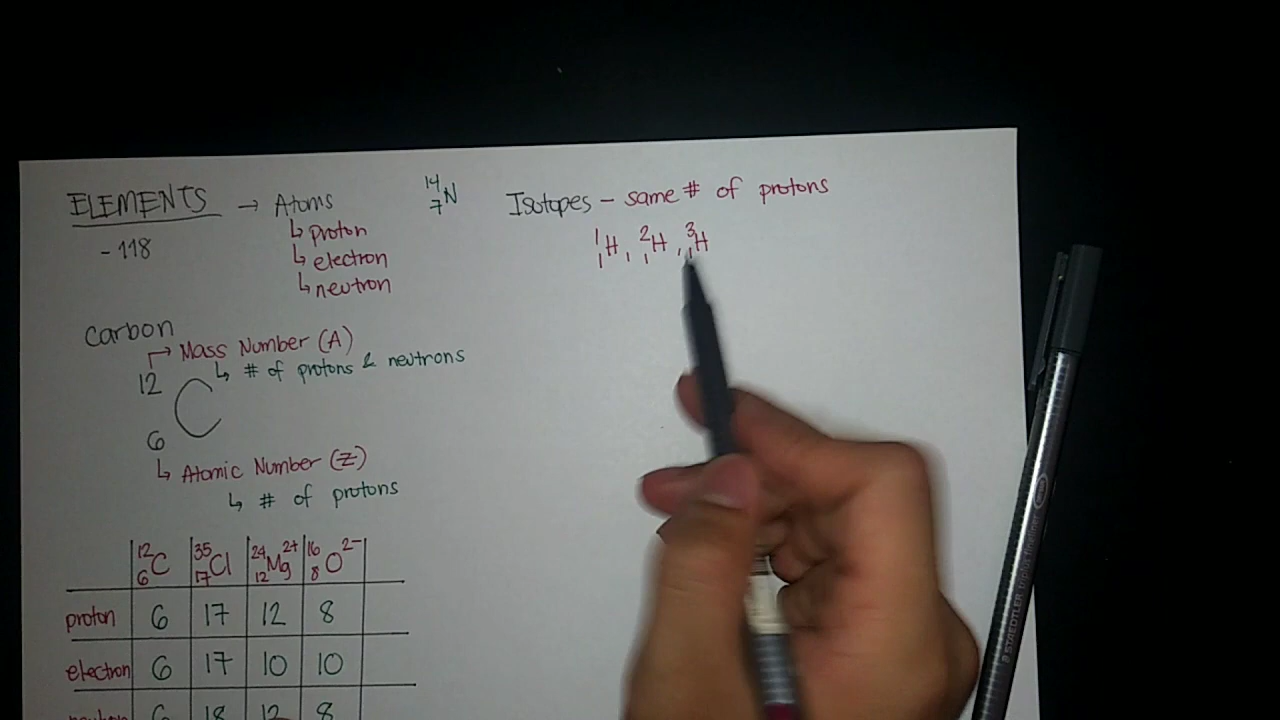 ELEMENTS → Atoms
- 118
↳ proton
↳ electron
↳ neutron
14
7 N
Carbon
Mass Number (A)
↳ # of protons & neutrons
12
C
6
↳ Atomic Number (Z)
↳ # of protons
12 6 C 35 17 Cl 24 12 Mg 2+ 16 8 O 2-
proton 6 17 12 8
electron 6 17 10 10
neutron 6 18 12 8
Isotopes - same # of protons
1 1 H, 2 1 H, 3 1 H
STAEDTLER